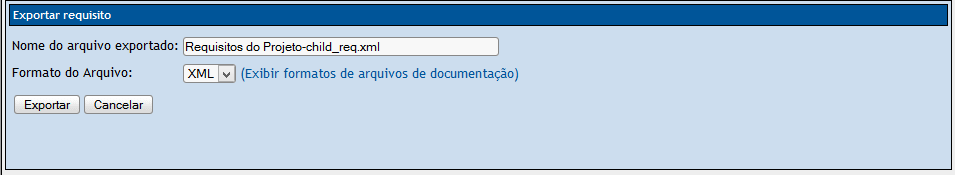 Exportar requisito
Nome do arquivo exportado: Requisitos do Projeto-child_req.xml
Formato do Arquivo: XML (Exibir formatos de arquivos de documentação)
Exportar Cancelar